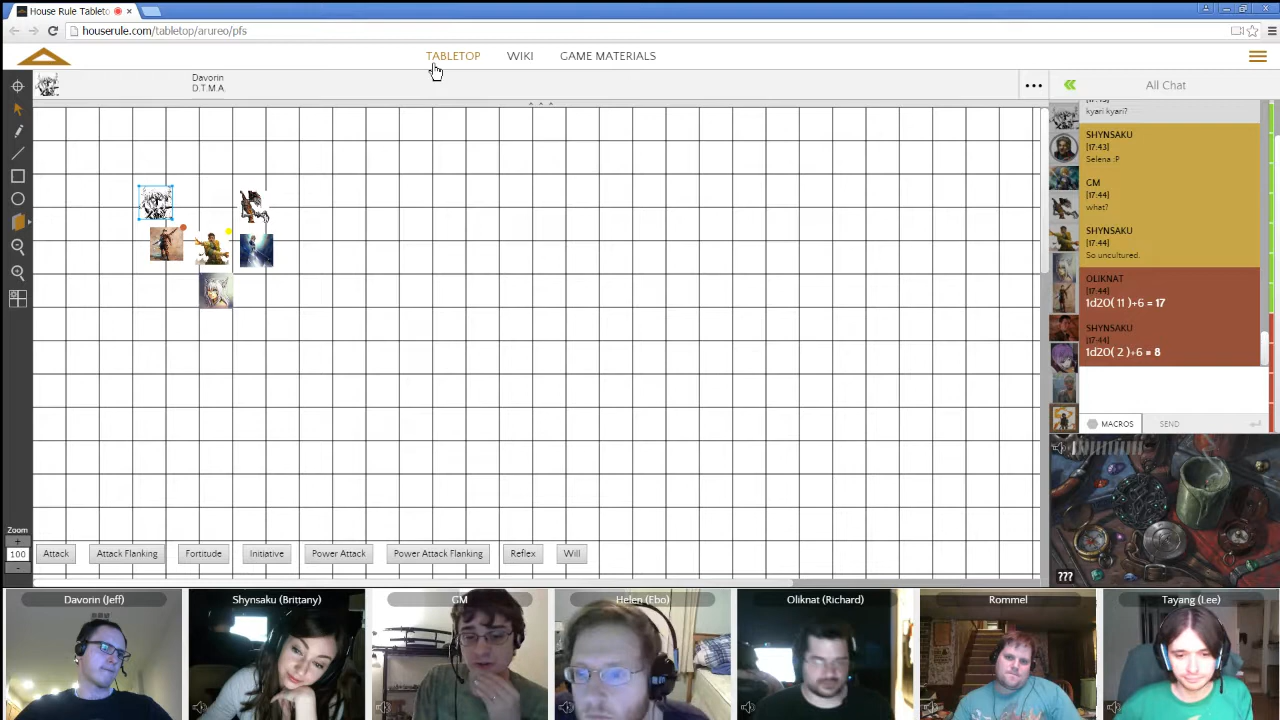 House Rule Tableto
houserule.com/tabletop/arureo/pfs
TABLETOP WIKI GAME MATERIALS
Davorin
D.T.M.A.
All Chat
kyari kyari?
SHYNSAKU
[17:43]
Selena :P
GM
[17:44]
what?
SHYNSAKU
[17:44]
So uncultured.
OLIKNAT
[17:44]
1d20( 11 )+6 = 17
SHYNSAKU
[17:44]
1d20( 2 )+6 = 8
MACROS SEND
Zoom
+
100
-
Attack Attack Flanking Fortitude Initiative Power Attack Power Attack Flanking Reflex Will
???
Davorin (Jeff) Shynsaku (Brittany) GM Helen (Ebo) Oliknat (Richard) Rommel Tayang (Lee)